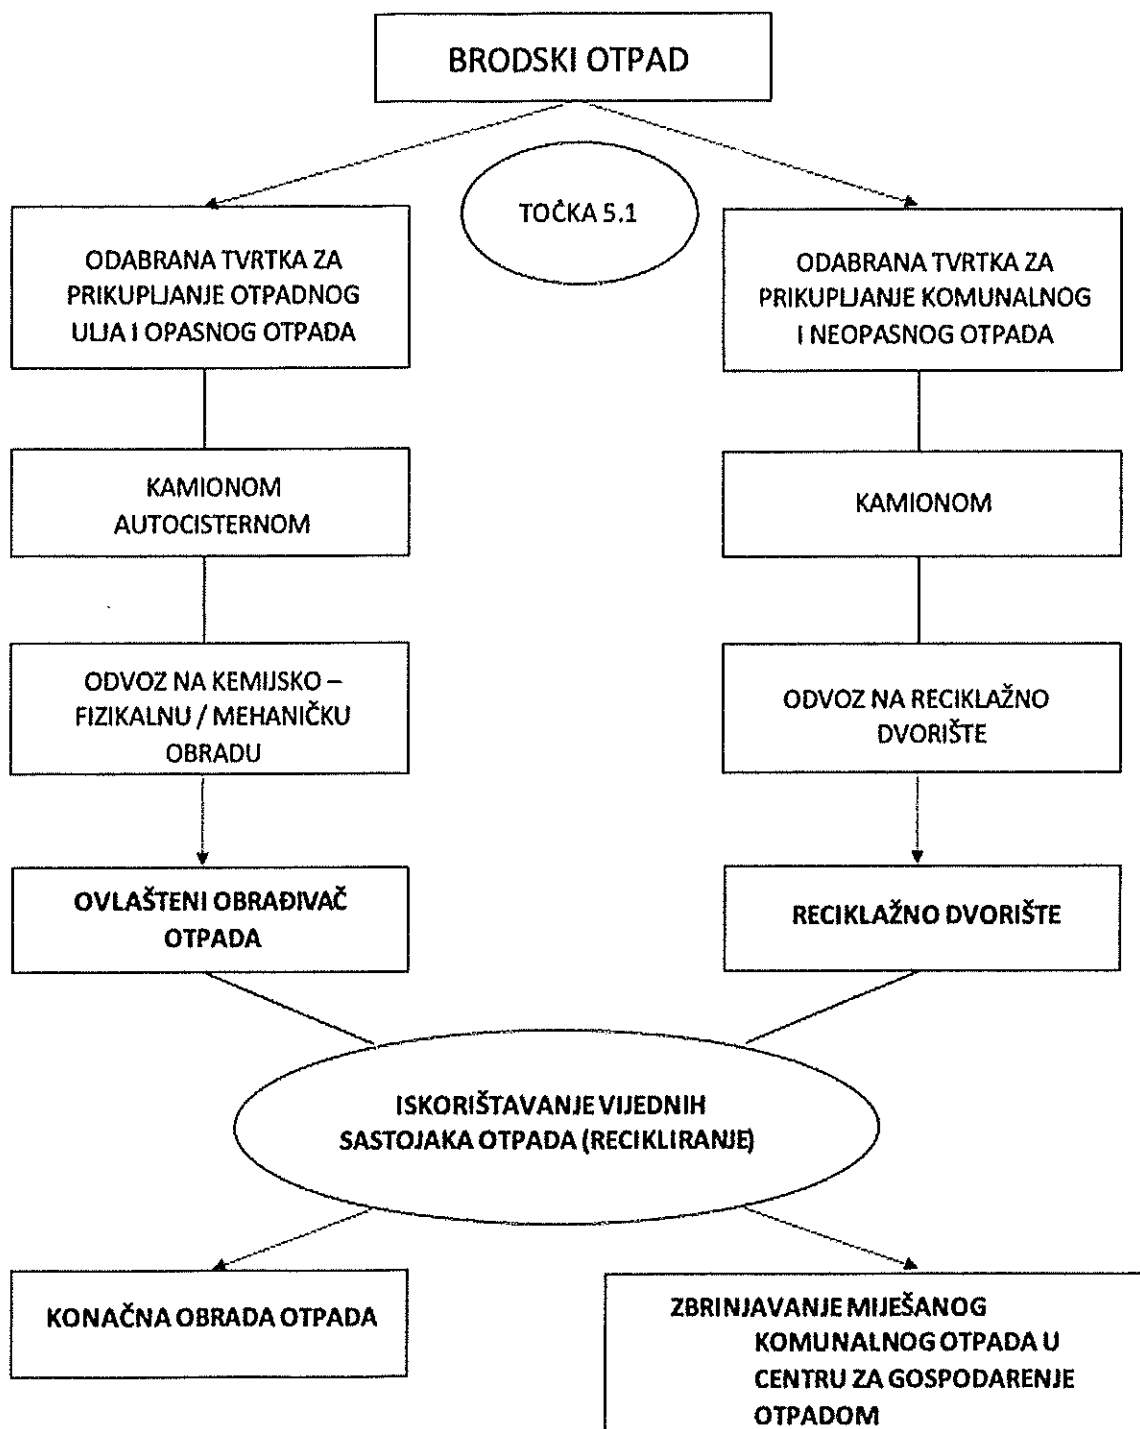 BRODSKI OTPAD
TOČKA 5.1
ODABRANA TVRTKA ZA
PRIKUPLJANJE OTPADNOG
ULJA I OPASNOG OTPADA
ODABRANA TVRTKA ZA
PRIKUPLJANJE KOMUNALNOG
I NEOPASNOG OTPADA
KAMIONOM
AUTOCISTERNOM
KAMIONOM
ODVOZ NA KEMIJSKO –
FIZIKALNU / MEHANIČKU
OBRADU
ODVOZ NA RECIKLAŽNO
DVORIŠTE
OVLAŠTENI OBRAĐIVAČ
OTPADA
RECIKLAŽNO DVORIŠTE
ISKORIŠTAVANJE VIJEDNIH
SASTOJAKA OTPADA (RECIKLIRANJE)
KONAČNA OBRADA OTPADA
ZBRINJAVANJE MIJEŠANOG
KOMUNALNOG OTPADA U
CENTRU ZA GOSPODARENJE
OTPADOM